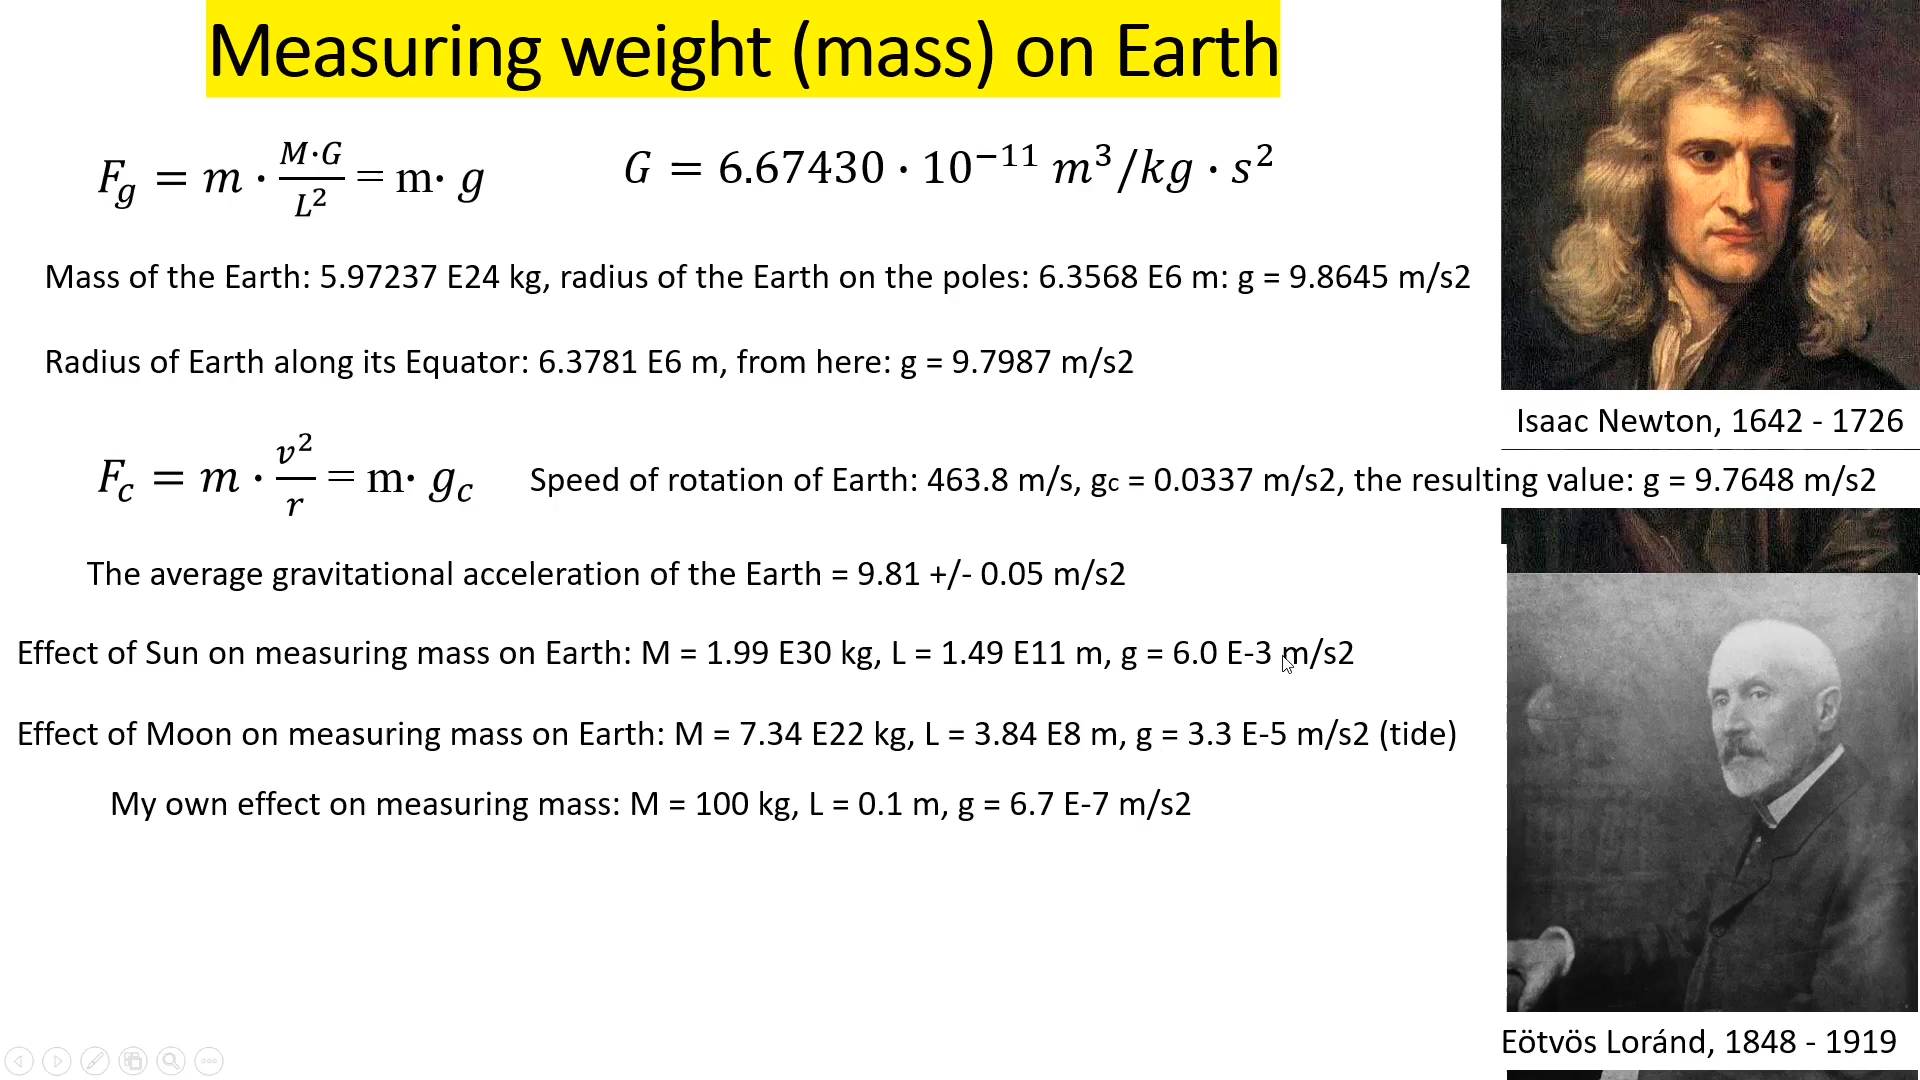 Measuring weight (mass) on Earth
F_g = m · M·G/L² = m· g
G = 6.67430 · 10⁻¹¹ m³/kg · s²
Mass of the Earth: 5.97237 E24 kg, radius of the Earth on the poles: 6.3568 E6 m: g = 9.8645 m/s2
Radius of Earth along its Equator: 6.3781 E6 m, from here: g = 9.7987 m/s2
Isaac Newton, 1642 - 1726
F_c = m · v²/r = m· g_c
Speed of rotation of Earth: 463.8 m/s, gc = 0.0337 m/s2, the resulting value: g = 9.7648 m/s2
The average gravitational acceleration of the Earth = 9.81 +/- 0.05 m/s2
Effect of Sun on measuring mass on Earth: M = 1.99 E30 kg, L = 1.49 E11 m, g = 6.0 E-3 m/s2
Effect of Moon on measuring mass on Earth: M = 7.34 E22 kg, L = 3.84 E8 m, g = 3.3 E-5 m/s2 (tide)
My own effect on measuring mass: M = 100 kg, L = 0.1 m, g = 6.7 E-7 m/s2
Eötvös Loránd, 1848 - 1919